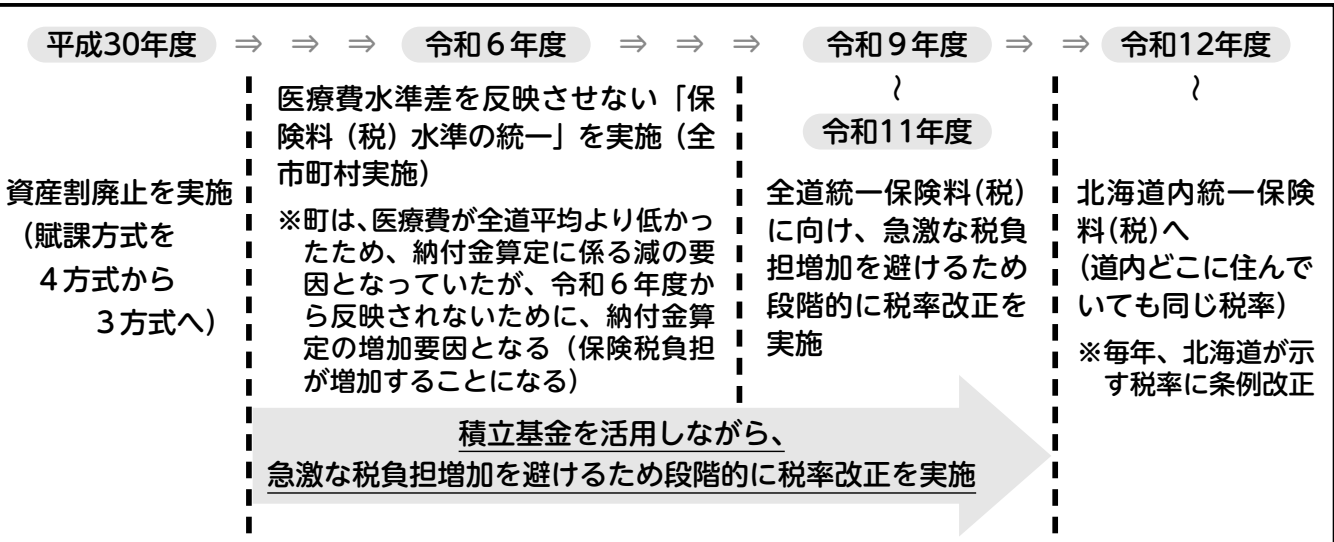 平成30年度 ⇒ ⇒ ⇒ 令和６年度 ⇒ ⇒ ⇒ 令和９年度 ⇒ ⇒ 令和12年度
資産割廃止を実施
（賦課方式を
４方式から
３方式へ）
医療費水準差を反映させない「保
険料（税）水準の統一」を実施（全
市町村実施）
※町は、医療費が全道平均より低かっ
たため、納付金算定に係る減の要
因となっていたが、令和６年度か
ら反映されないために、納付金算
定の増加要因となる（保険税負担
が増加することになる）
～
令和11年度
全道統一保険料（税）
に向け、急激な税負
担増加を避けるため
段階的に税率改正を
実施
～
北海道内統一保険
料（税）へ
（道内どこに住んで
いても同じ税率）
※毎年、北海道が示
す税率に条例改正
積立基金を活用しながら、
急激な税負担増加を避けるため段階的に税率改正を実施